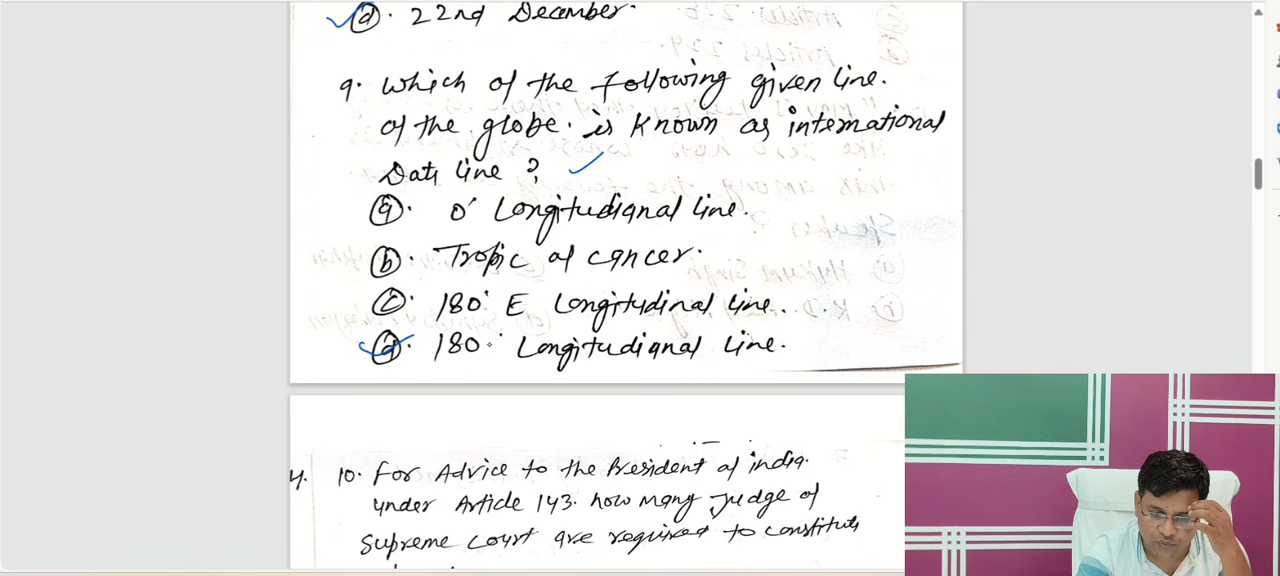 (d). 22nd December.
9. Which of the following given line.
of the globe. is known as international
Date line ?
(a). 0° Longitudianal line.
(b). Tropic of cancer.
(c). 180° E Longitudinal line..
(d). 180.° Longitudianal line.
4. 10. For Advice to the President of india.
under Article 143. how many judge of
Supreme court are required to constitute